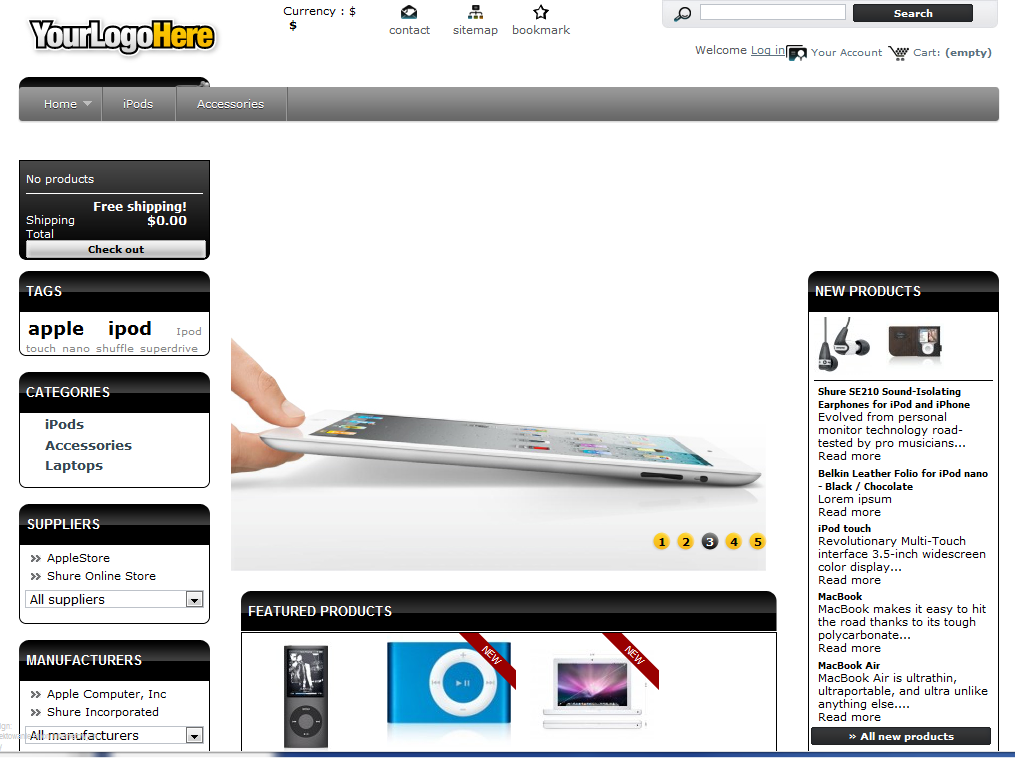 YourLogoHere
Currency : $
$
contact
sitemap
bookmark
Search
Welcome Log in
Your Account
Cart: (empty)
Home
iPods
Accessories
No products
Free shipping!
Shipping
$0.00
Total
Check out
TAGS
apple ipod Ipod
touch nano shuffle superdrive
CATEGORIES
iPods
Accessories
Laptops
SUPPLIERS
AppleStore
Shure Online Store
All suppliers
MANUFACTURERS
Apple Computer, Inc
Shure Incorporated
All manufacturers
1 2 3 4 5
FEATURED PRODUCTS
NEW
NEW
NEW PRODUCTS
Shure SE210 Sound-Isolating
Earphones for iPod and iPhone
Evolved from personal
monitor technology road-
tested by pro musicians...
Read more
Belkin Leather Folio for iPod nano
- Black / Chocolate
Lorem ipsum
Read more
iPod touch
Revolutionary Multi-Touch
interface 3.5-inch widescreen
color display...
Read more
MacBook
MacBook makes it easy to hit
the road thanks to its tough
polycarbonate...
Read more
MacBook Air
MacBook Air is ultrathin,
ultraportable, and ultra unlike
anything else....
Read more
» All new products